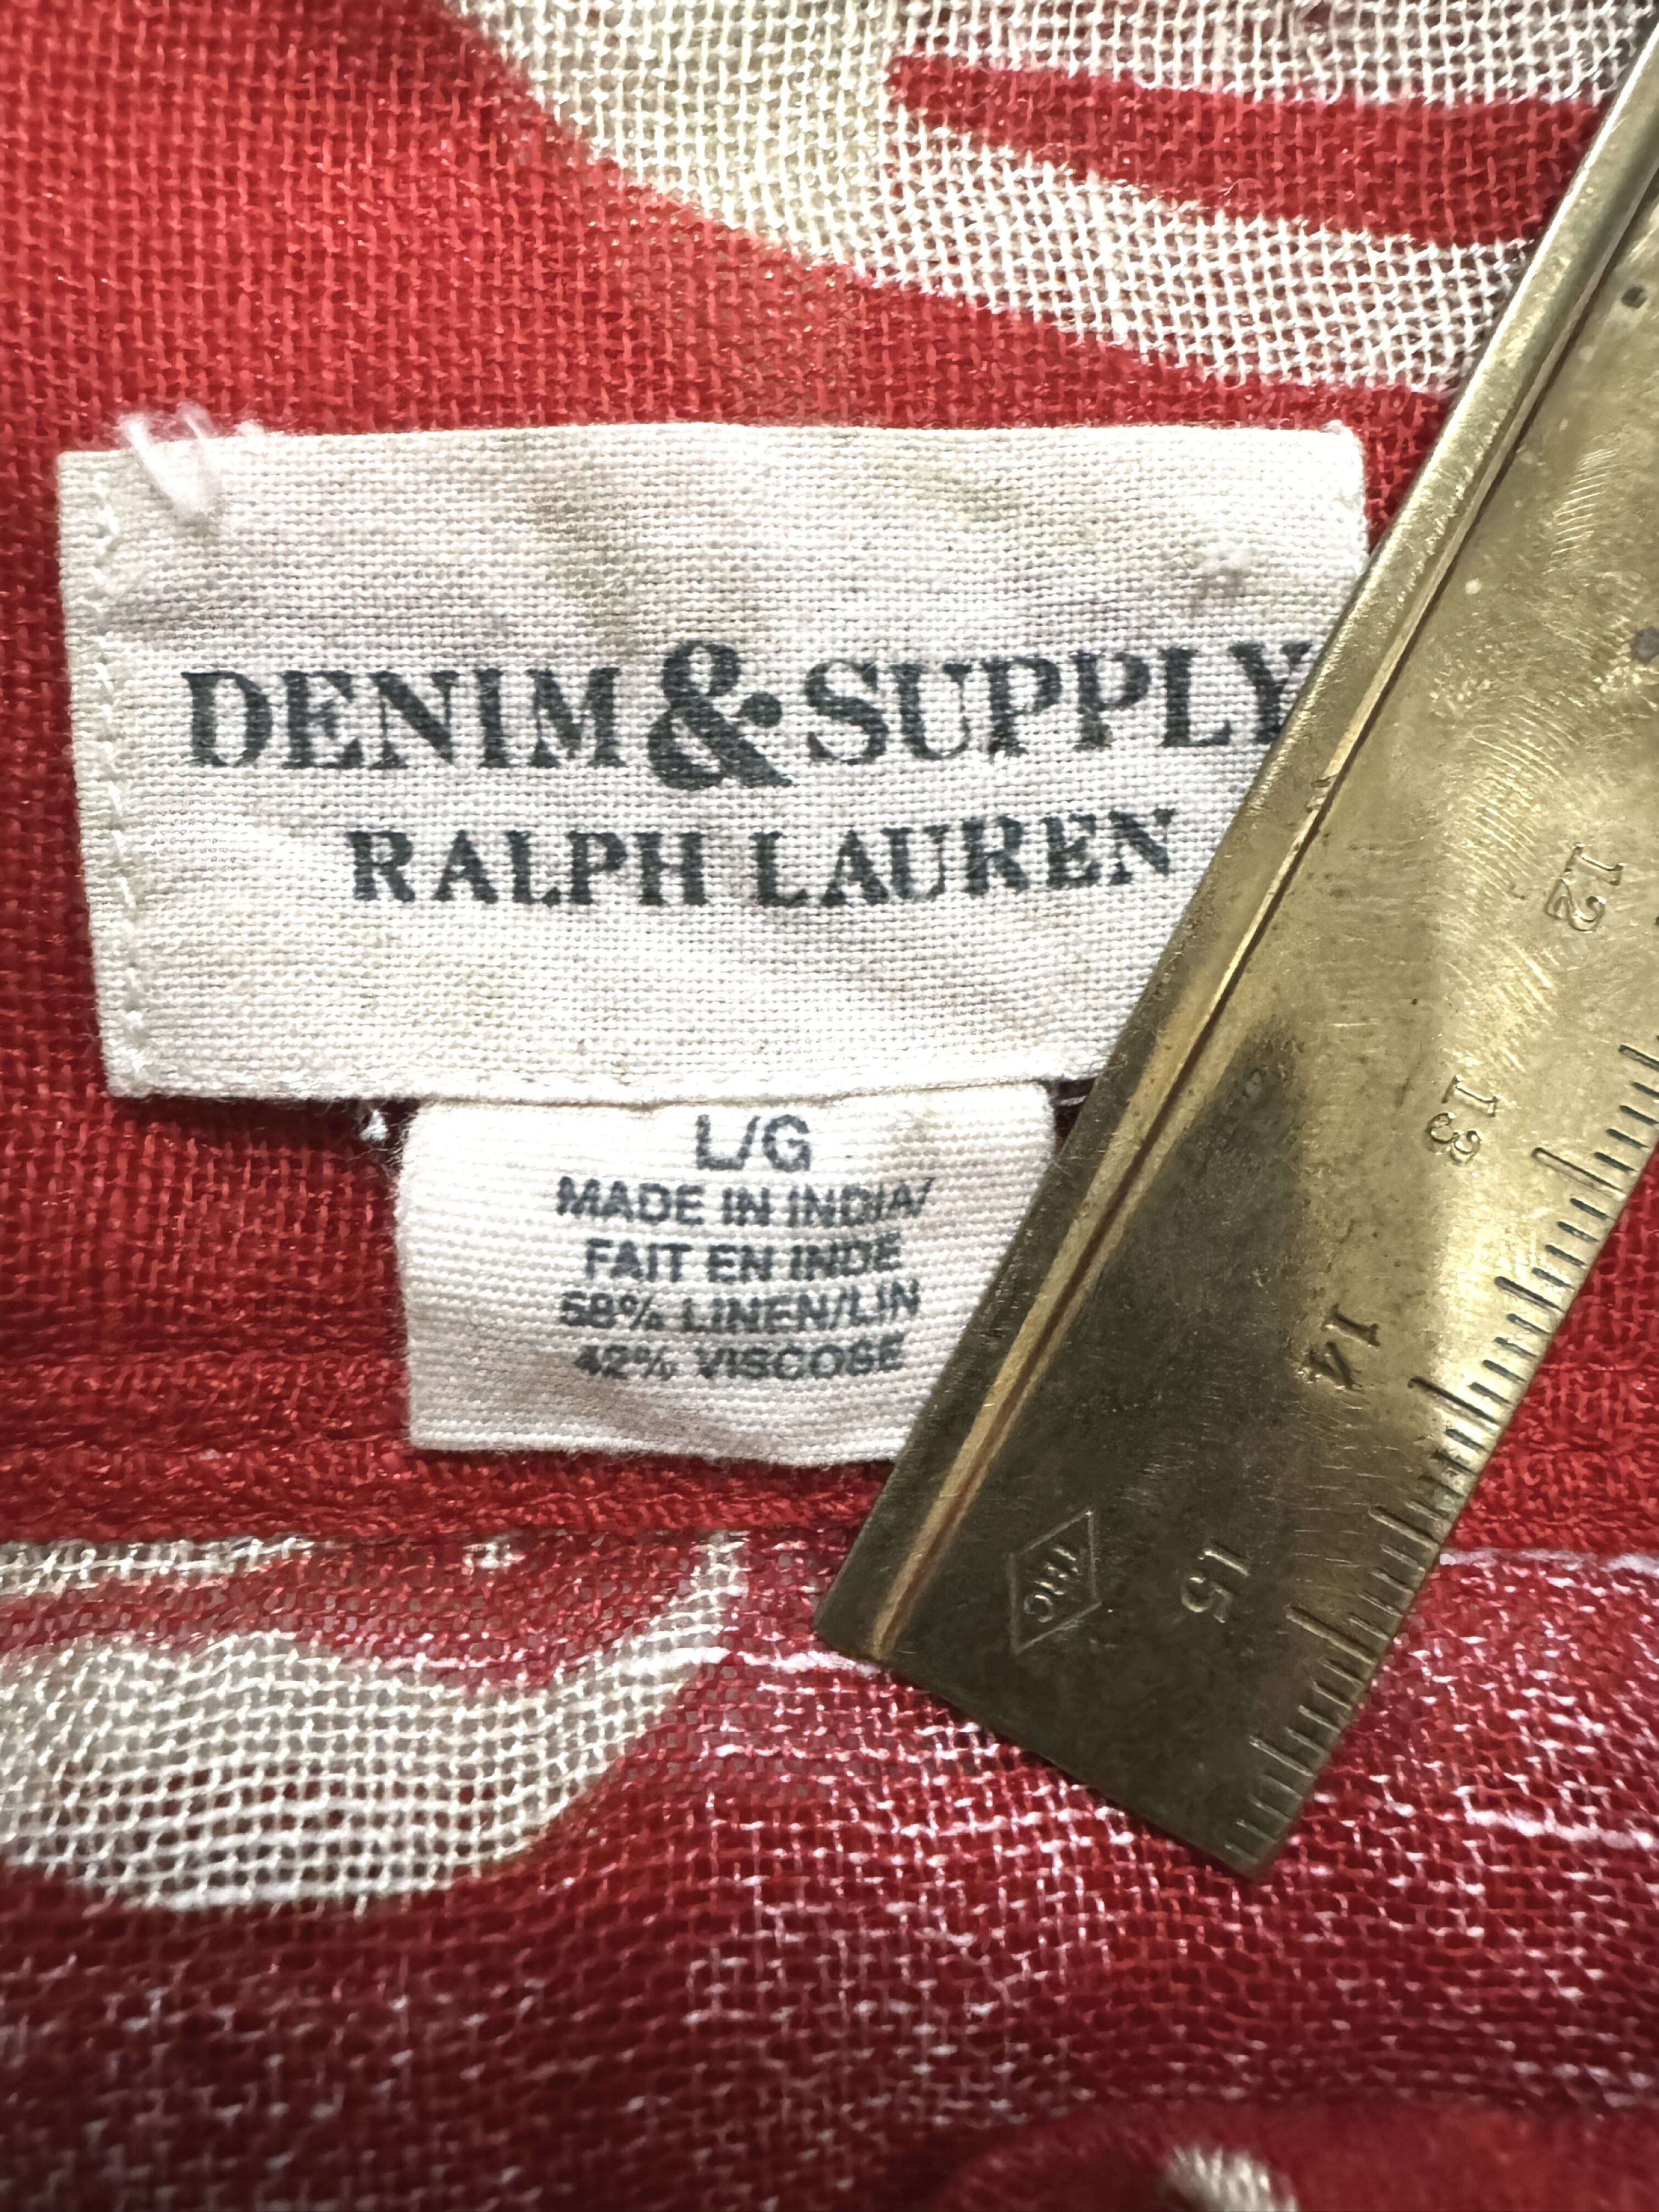 DENIM & SUPPLY
RALPH LAUREN
L/G
MADE IN INDIA/
FAIT EN INDE
58% LINEN/LIN
42% VISCOSE
12
13
14
15